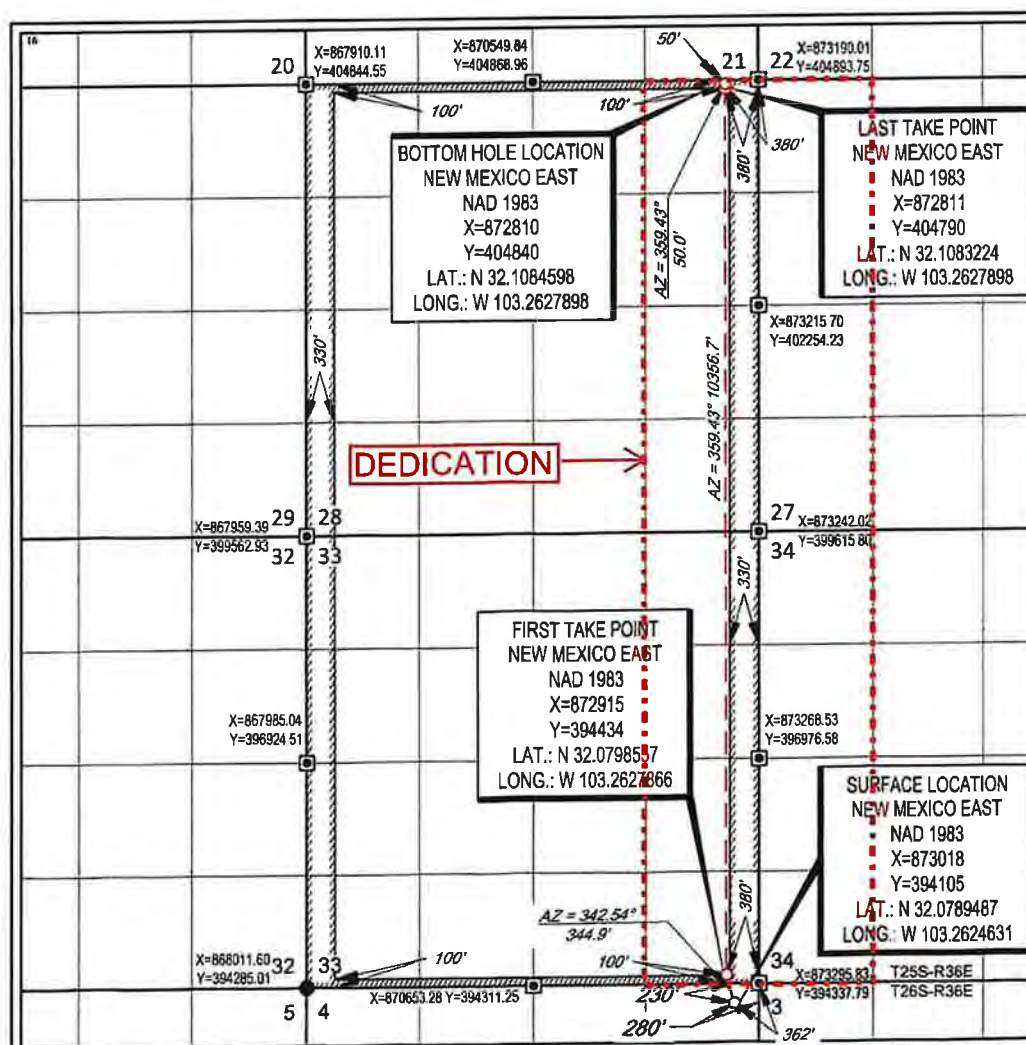 16
50'
20
X=867910.11
Y=404844.55
X=870549.84
Y=404868.96
21
22
X=873190.01
Y=404893.75
100'
100'
380'
380'
BOTTOM HOLE LOCATION
NEW MEXICO EAST
NAD 1983
X=872810
Y=404840
LAT.: N 32.1084598
LONG.: W 103.2627898
LAST TAKE POINT
NEW MEXICO EAST
NAD 1983
X=872811
Y=404790
LAT.: N 32.1083224
LONG.: W 103.2627898
AZ = 359.43°
50.0'
X=873215.70
Y=402254.23
330'
AZ = 359.43° 10356.7'
DEDICATION
29
28
X=867959.39
Y=399562.93
32
33
27
X=873242.02
Y=399615.80
34
330'
FIRST TAKE POINT
NEW MEXICO EAST
NAD 1983
X=872915
Y=394434
LAT.: N 32.0798557
LONG.: W 103.2627866
X=867985.04
Y=396924.51
X=873268.53
Y=396976.58
SURFACE LOCATION
NEW MEXICO EAST
NAD 1983
X=873018
Y=394105
LAT.: N 32.0789487
LONG.: W 103.2624631
380'
AZ = 342.54°
344.9'
X=868011.60
Y=394285.01
32
33
100'
100'
34
X=873295.83
Y=394337.79
T25S-R36E
T26S-R36E
X=870653.28 Y=394311.25
230'
5
4
3
280'
362'